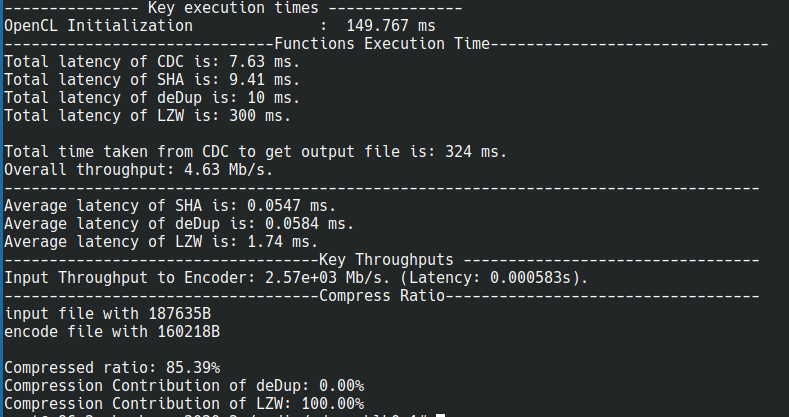 --------------- Key execution times ---------------
OpenCL Initialization              :  149.767 ms
------------------------------Functions Execution Time-------------------------------
Total latency of CDC is: 7.63 ms.
Total latency of SHA is: 9.41 ms.
Total latency of deDup is: 10 ms.
Total latency of LZW is: 300 ms.
Total time taken from CDC to get output file is: 324 ms.
Overall throughput: 4.63 Mb/s.
------------------------------------------------------------------------------------
Average latency of SHA is: 0.0547 ms.
Average latency of deDup is: 0.0584 ms.
Average latency of LZW is: 1.74 ms.
-----------------------------------Key Throughputs ---------------------------------
Input Throughput to Encoder: 2.57e+03 Mb/s. (Latency: 0.000583s).
-----------------------------------Compress Ratio-----------------------------------
input file with 187635B
encode file with 160218B
Compressed ratio: 85.39%
Compression Contribution of deDup: 0.00%
Compression Contribution of LZW: 100.00%